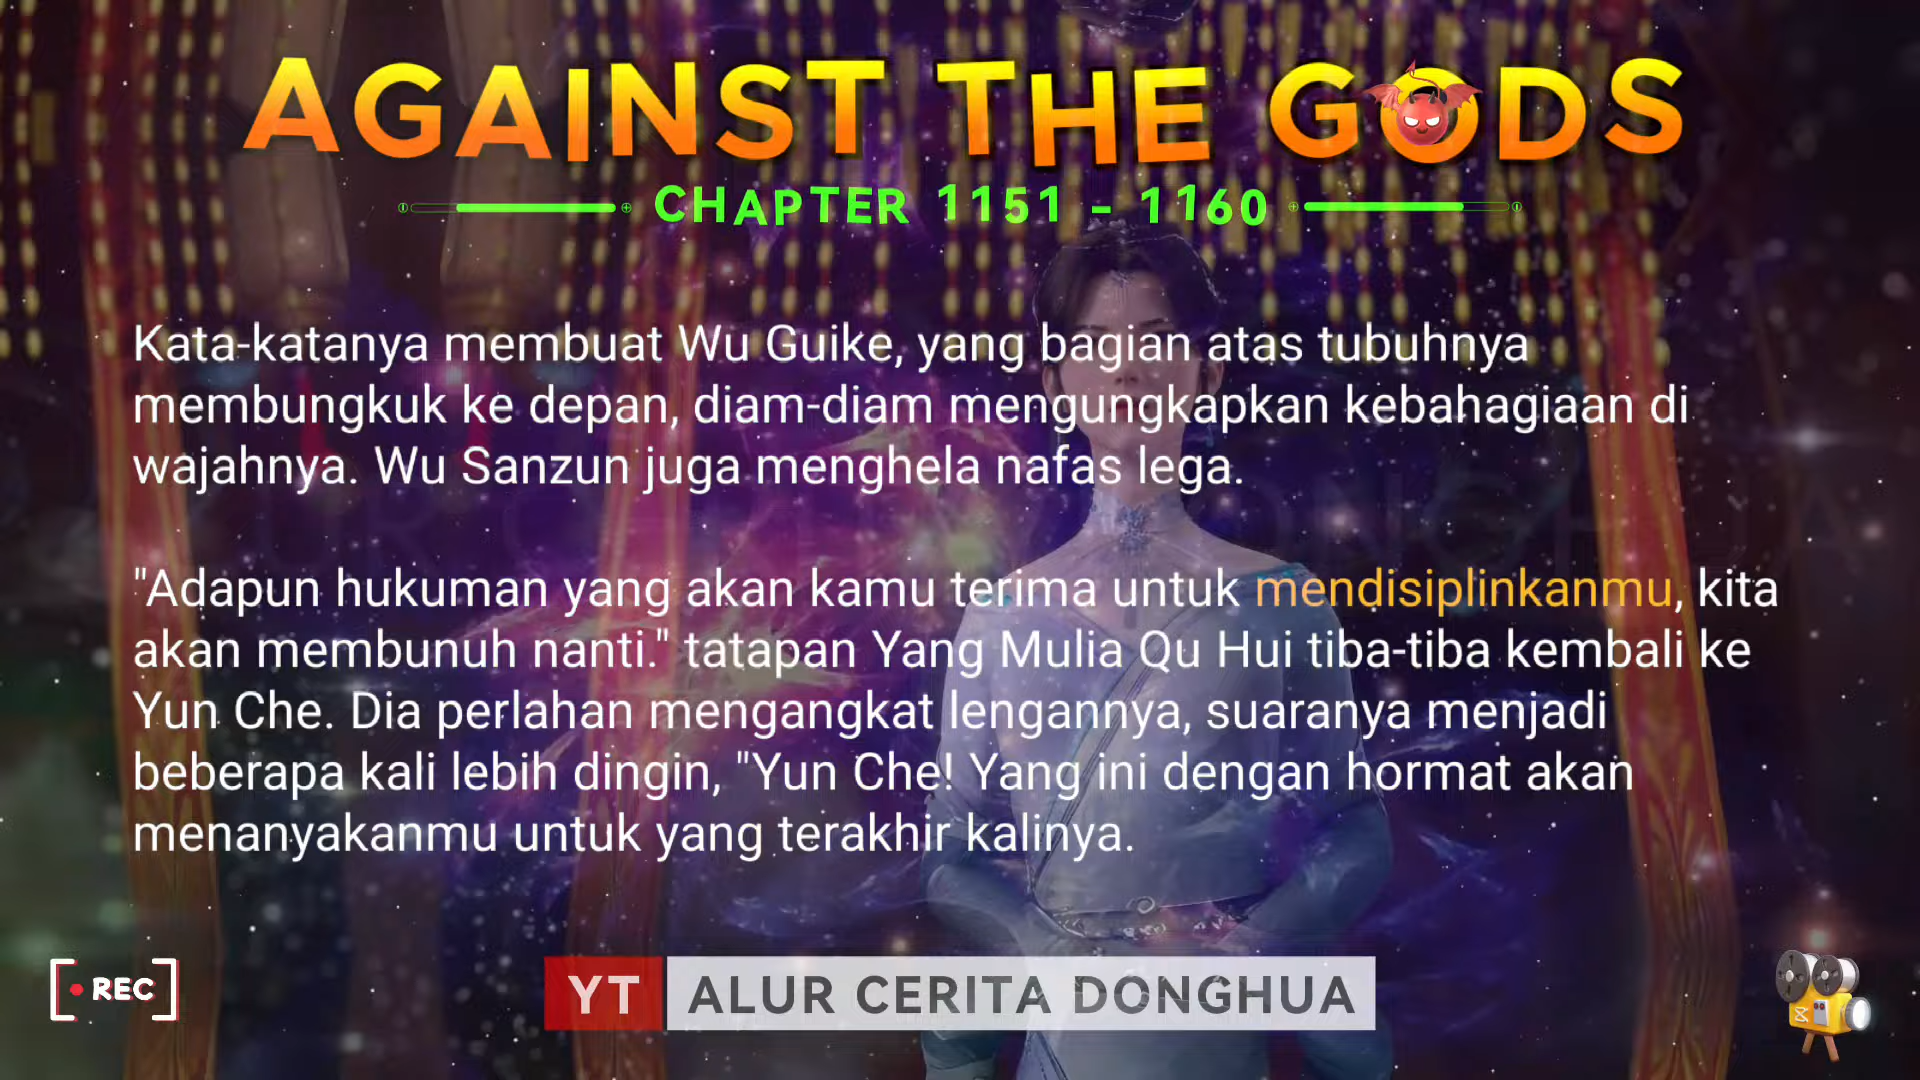 AGAINST THE GODS
CHAPTER 1151 - 1160
Kata-katanya membuat Wu Guike, yang bagian atas tubuhnya
membungkuk ke depan, diam-diam mengungkapkan kebahagiaan di
wajahnya. Wu Sanzun juga menghela nafas lega.
"Adapun hukuman yang akan kamu terima untuk mendisiplinkanmu, kita
akan membunuh nanti." tatapan Yang Mulia Qu Hui tiba-tiba kembali ke
Yun Che. Dia perlahan mengangkat lengannya, suaranya menjadi
beberapa kali lebih dingin, "Yun Che! Yang ini dengan hormat akan
menanyakanmu untuk yang terakhir kalinya.
REC
YT ALUR CERITA DONGHUA